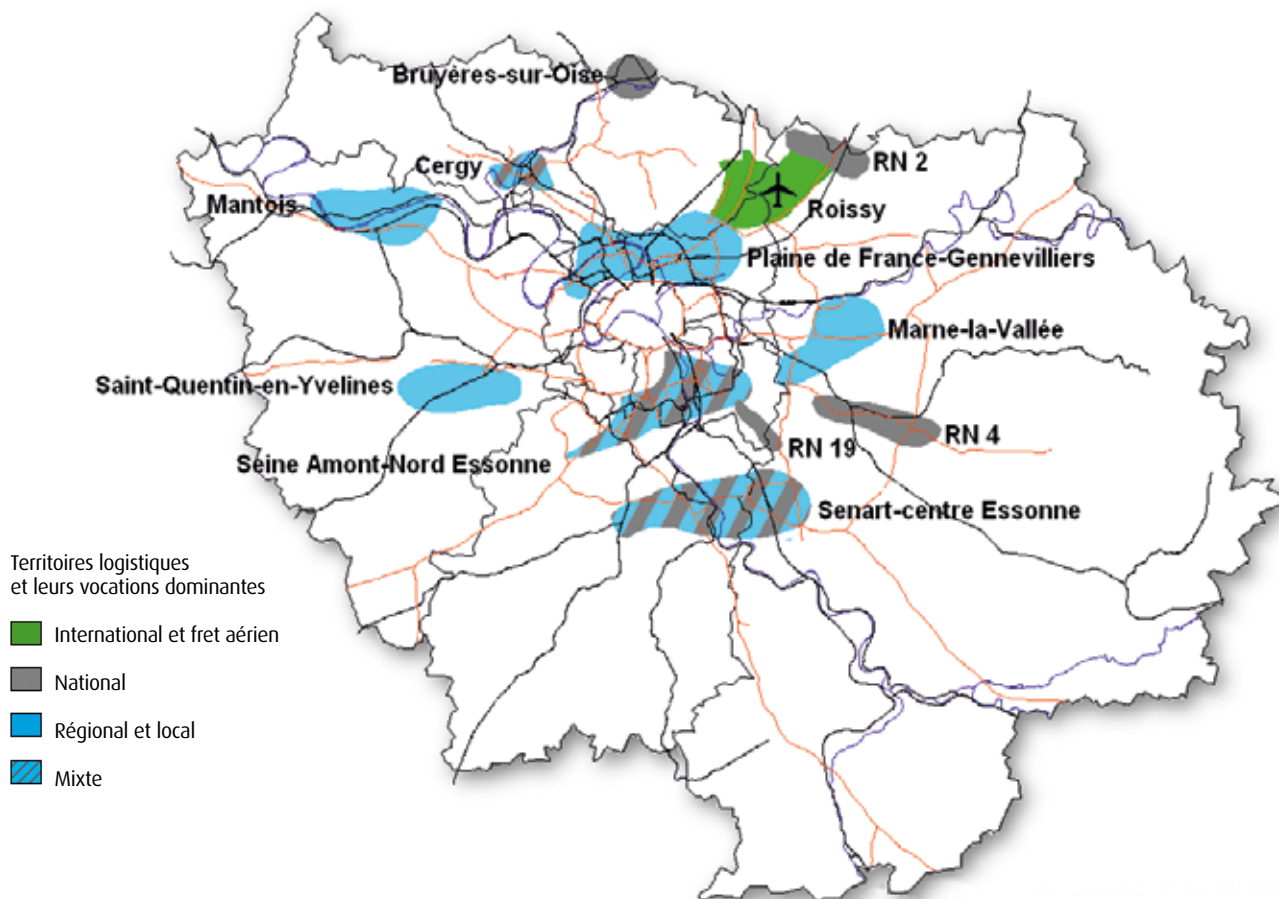 Bruyères-sur-Oise
Cergy
RN 2
Mantois
Roissy
Plaine de France-Gennevilliers
Marne-la-Vallée
Saint-Quentin-en-Yvelines
RN 4
RN 19
Seine Amont-Nord Essonne
Senart-centre Essonne
Territoires logistiques
et leurs vocations dominantes
International et fret aérien
National
Régional et local
Mixte